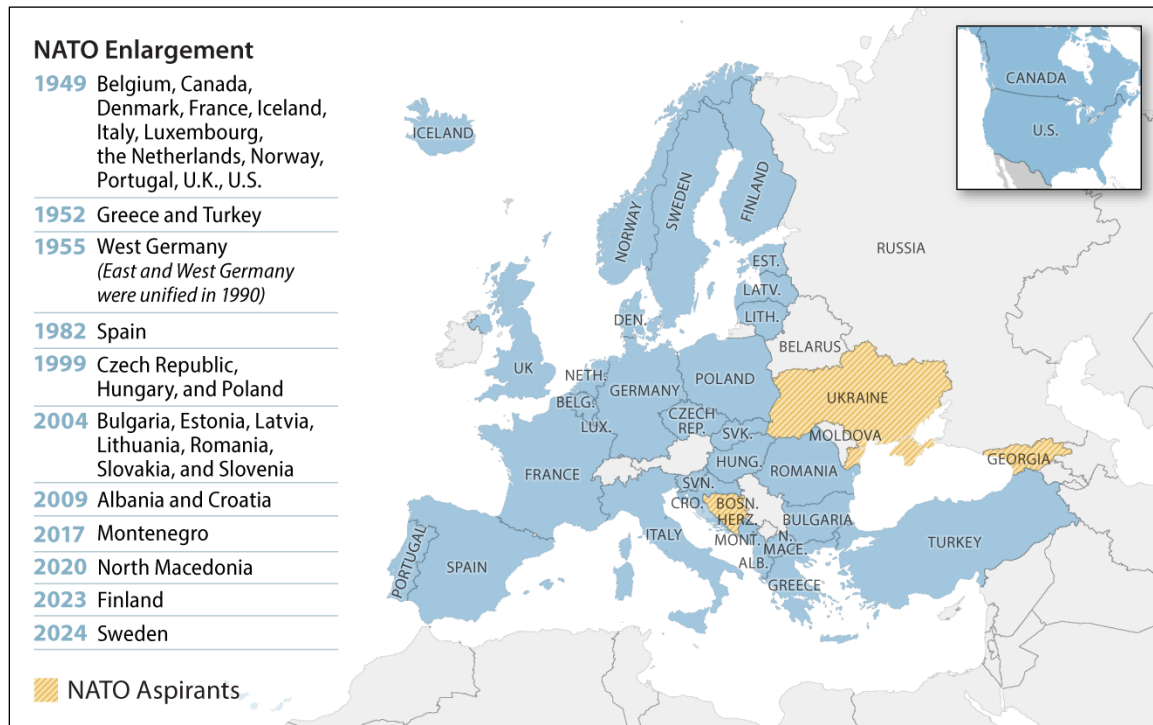 NATO Enlargement
1949 Belgium, Canada,
Denmark, France, Iceland,
Italy, Luxembourg,
the Netherlands, Norway,
Portugal, U.K., U.S.
1952 Greece and Turkey
1955 West Germany
(East and West Germany
were unified in 1990)
1982 Spain
1999 Czech Republic,
Hungary, and Poland
2004 Bulgaria, Estonia, Latvia,
Lithuania, Romania,
Slovakia, and Slovenia
2009 Albania and Croatia
2017 Montenegro
2020 North Macedonia
2023 Finland
2024 Sweden
NATO Aspirants
CANADA
U.S.
ICELAND
NORWAY
SWEDEN
FINLAND
RUSSIA
EST.
LATV.
LITH.
DEN.
BELARUS
UK
NETH.
BELG.
LUX.
GERMANY
POLAND
UKRAINE
CZECH
REP.
SVK.
MOLDOVA
GEORGIA
FRANCE
HUNG.
ROMANIA
SVN.
CRO.
BOSN.
HERZ.
ITALY
MONT.
N.
MACE.
BULGARIA
ALB.
GREECE
TURKEY
PORTUGAL
SPAIN